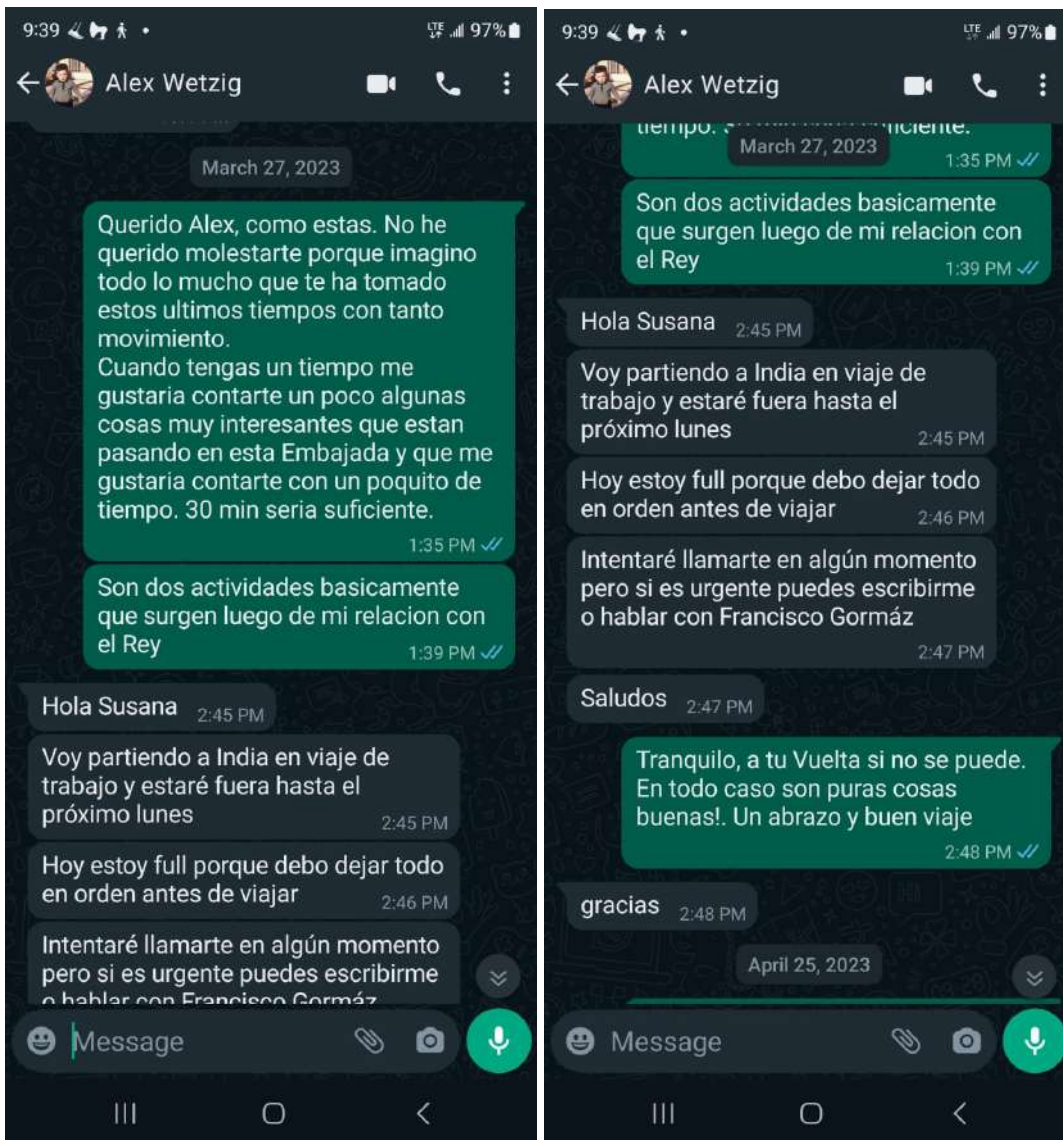 9:39
LTE
97%
Alex Wetzig
March 27, 2023
Querido Alex, como estas. No he
querido molestarte porque imagino
todo lo mucho que te ha tomado
estos ultimos tiempos con tanto
movimiento.
Cuando tengas un tiempo me
gustaria contarte un poco algunas
cosas muy interesantes que estan
pasando en esta Embajada y que me
gustaria contarte con un poquito de
tiempo. 30 min seria suficiente.
1:35 PM
Son dos actividades basicamente
que surgen luego de mi relacion con
el Rey
1:39 PM
Hola Susana 2:45 PM
Voy partiendo a India en viaje de
trabajo y estaré fuera hasta el
próximo lunes
2:45 PM
Hoy estoy full porque debo dejar todo
en orden antes de viajar
2:46 PM
Intentaré llamarte en algún momento
pero si es urgente puedes escribirme
o hablar con Francisco Gormáz
Message
9:39
LTE
97%
Alex Wetzig
tiempo.
March 27, 2023
1:35 PM
Son dos actividades basicamente
que surgen luego de mi relacion con
el Rey
1:39 PM
Hola Susana 2:45 PM
Voy partiendo a India en viaje de
trabajo y estaré fuera hasta el
próximo lunes
2:45 PM
Hoy estoy full porque debo dejar todo
en orden antes de viajar
2:46 PM
Intentaré llamarte en algún momento
pero si es urgente puedes escribirme
o hablar con Francisco Gormáz
2:47 PM
Saludos 2:47 PM
Tranquilo, a tu Vuelta si no se puede.
En todo caso son puras cosas
buenas!. Un abrazo y buen viaje
2:48 PM
gracias 2:48 PM
April 25, 2023
Message